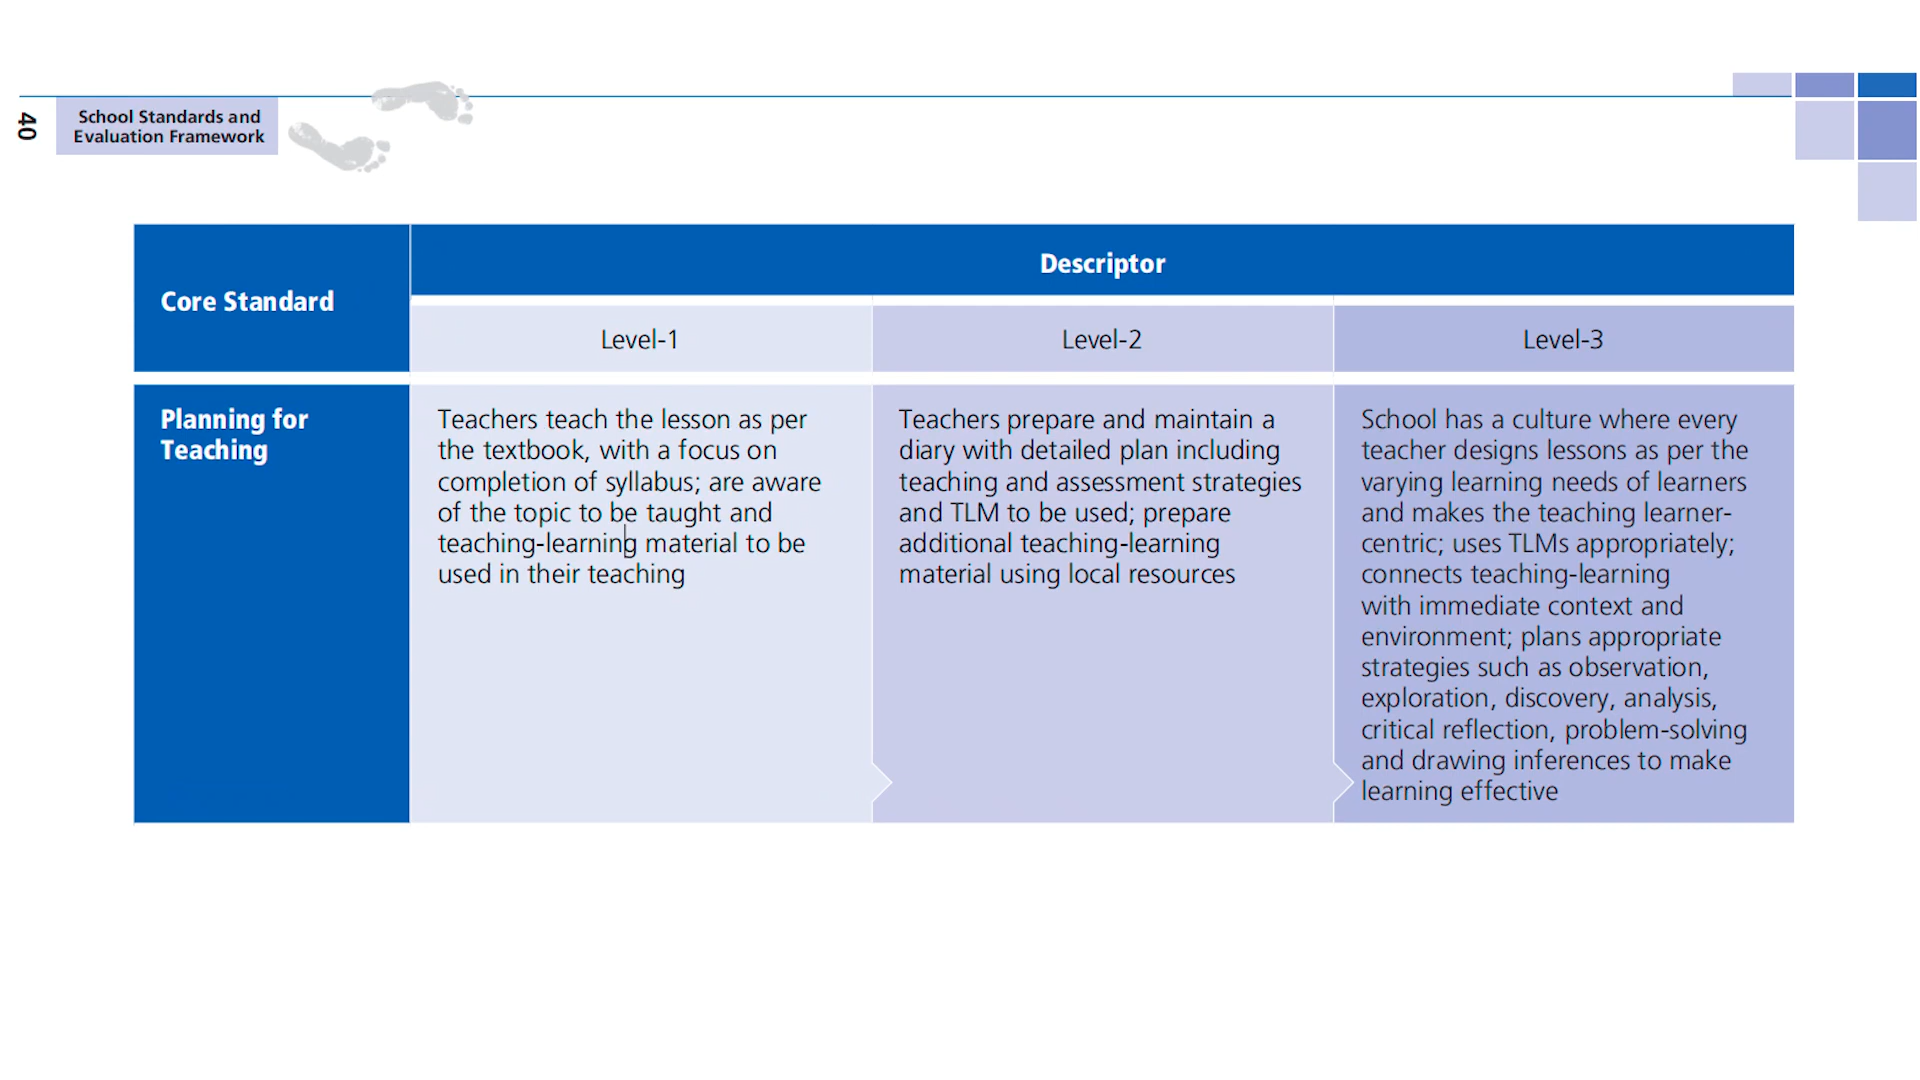 40
School Standards and
Evaluation Framework
Core Standard
Descriptor
Level-1
Level-2
Level-3
Planning for
Teaching
Teachers teach the lesson as per
the textbook, with a focus on
completion of syllabus; are aware
of the topic to be taught and
teaching-learning material to be
used in their teaching
Teachers prepare and maintain a
diary with detailed plan including
teaching and assessment strategies
and TLM to be used; prepare
additional teaching-learning
material using local resources
School has a culture where every
teacher designs lessons as per the
varying learning needs of learners
and makes the teaching learner-
centric; uses TLMs appropriately;
connects teaching-learning
with immediate context and
environment; plans appropriate
strategies such as observation,
exploration, discovery, analysis,
critical reflection, problem-solving
and drawing inferences to make
learning effective